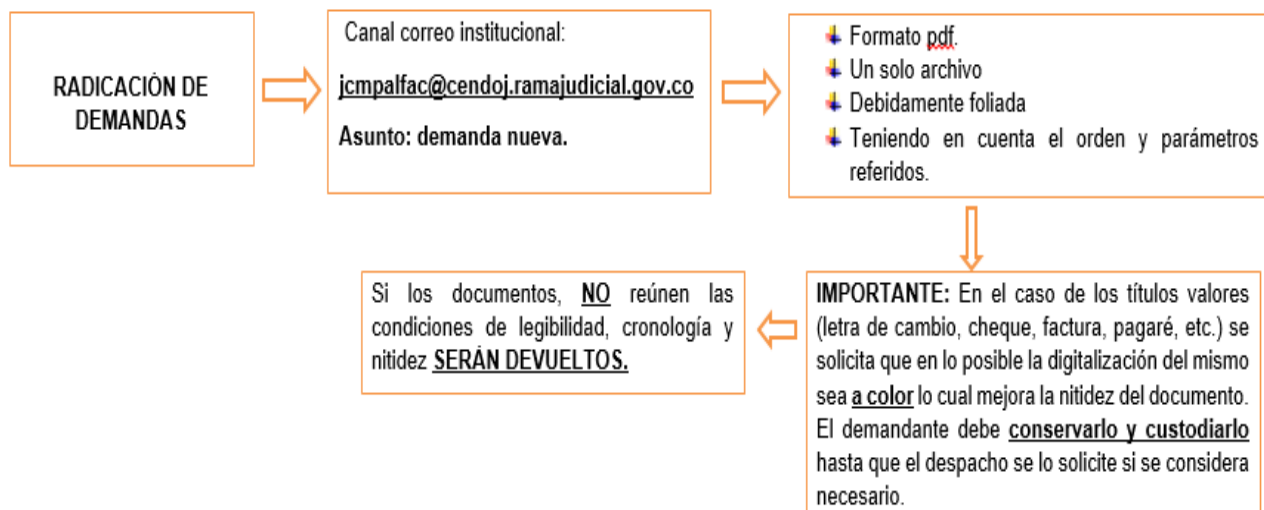 RADICACIÓN DE
DEMANDAS
Canal correo institucional:
jcmpalfac@cendoj.ramajudicial.gov.co
Asunto: demanda nueva.
Formato pdf.
Un solo archivo
Debidamente foliada
Teniendo en cuenta el orden y parámetros
referidos.
IMPORTANTE: En el caso de los títulos valores
(letra de cambio, cheque, factura, pagaré, etc.) se
solicita que en lo posible la digitalización del mismo
sea a color lo cual mejora la nitidez del documento.
El demandante debe conservarlo y custodiarlo
hasta que el despacho se lo solicite si se considera
necesario.
Si los documentos, NO reúnen las
condiciones de legibilidad, cronología y
nitidez SERÁN DEVUELTOS.